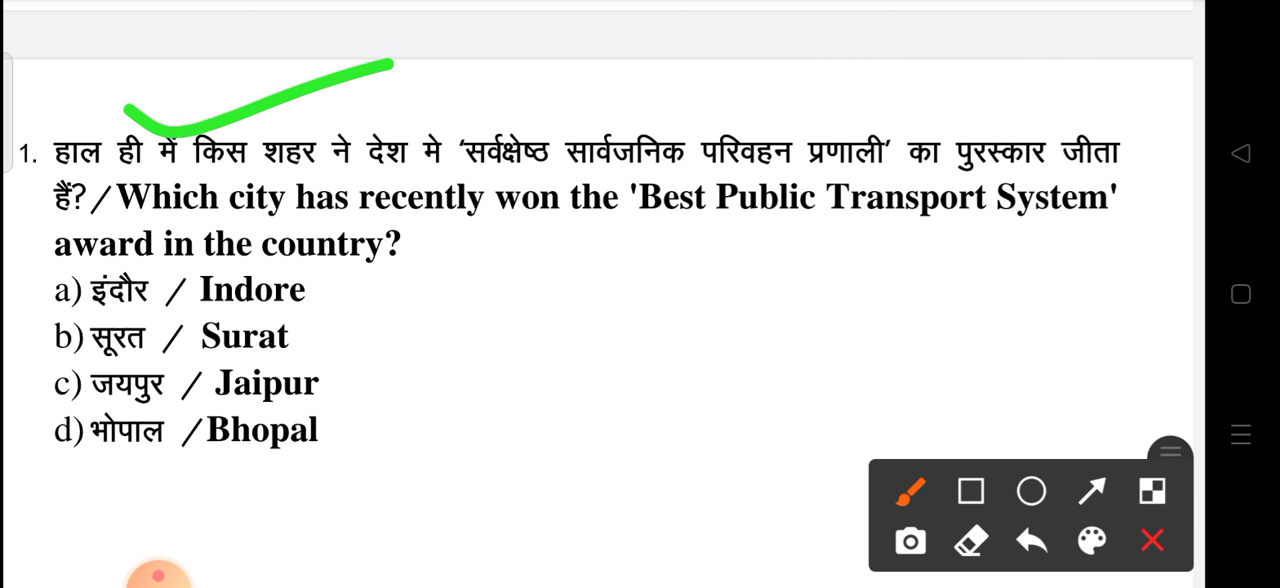 1. हाल ही में किस शहर ने देश मे ‘सर्वक्षेष्ठ सार्वजनिक परिवहन प्रणाली’ का पुरस्कार जीता
हैं?/Which city has recently won the 'Best Public Transport System'
award in the country?
a) इंदौर / Indore
b) सूरत / Surat
c) जयपुर / Jaipur
d) भोपाल /Bhopal